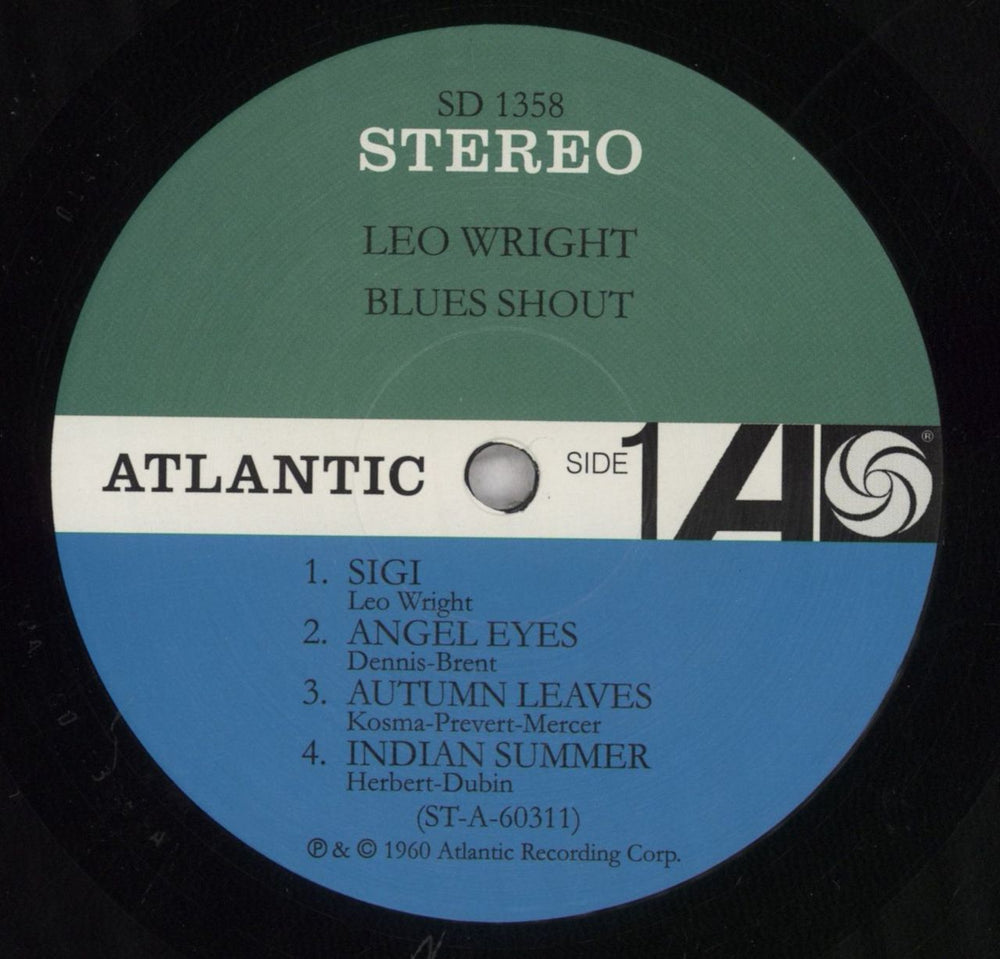 SD 1358
STEREO
LEO WRIGHT
BLUES SHOUT
ATLANTIC
SIDE 1
A
®
1. SIGI
Leo Wright
2. ANGEL EYES
Dennis-Brent
3. AUTUMN LEAVES
Kosma-Prevert-Mercer
4. INDIAN SUMMER
Herbert-Dubin
(ST-A-60311)
℗ & © 1960 Atlantic Recording Corp.